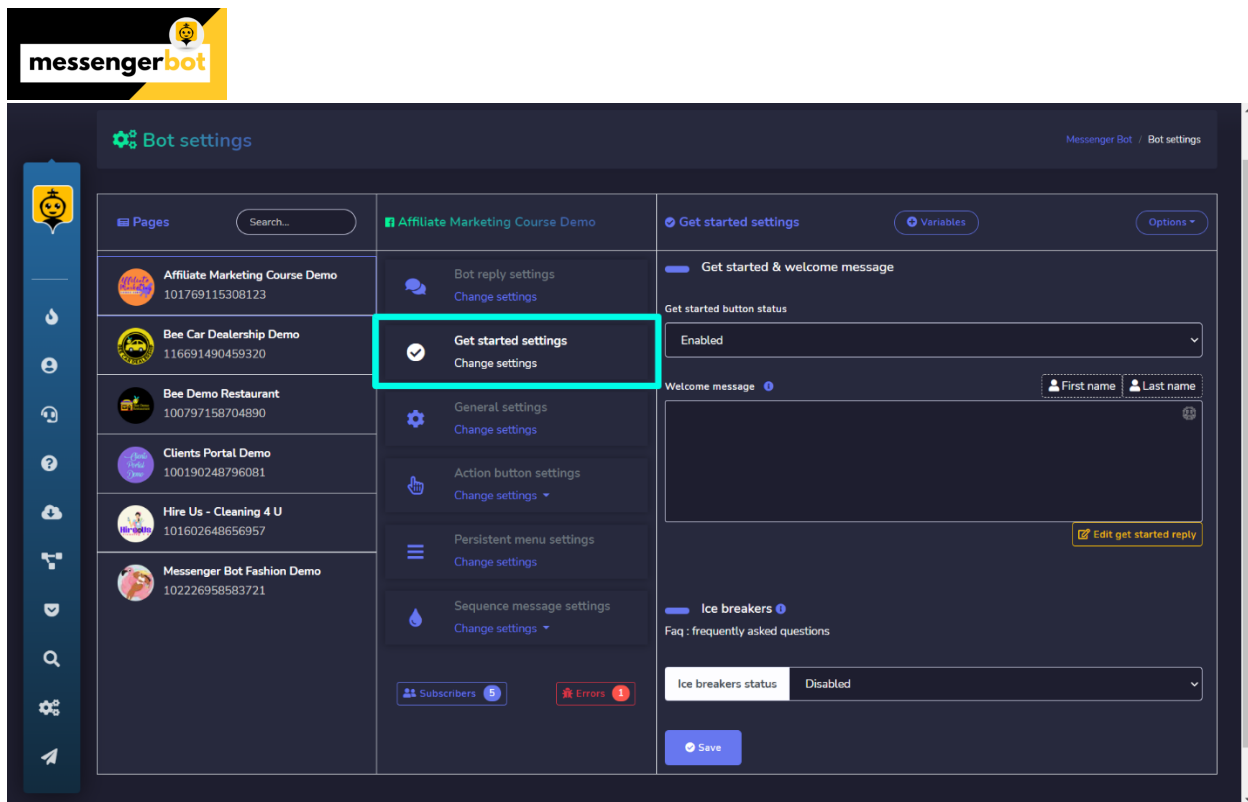 messengerbot
Bot settings
Messenger Bot / Bot settings
Pages
Search...
Affiliate Marketing Course Demo
101769115308123
Bee Car Dealership Demo
116691490459320
Bee Demo Restaurant
100797158704890
Clients Portal Demo
100190248796081
Hire Us - Cleaning 4 U
101602648656957
Messenger Bot Fashion Demo
102226958583721
Affiliate Marketing Course Demo
Bot reply settings
Change settings
Get started settings
Change settings
General settings
Change settings
Action button settings
Change settings
Persistent menu settings
Change settings
Sequence message settings
Change settings
Subscribers 5
Errors 1
Get started settings
Variables
Options
Get started & welcome message
Get started button status
Enabled
Welcome message
First name
Last name
Edit get started reply
Ice breakers
Faq : frequently asked questions
Ice breakers status
Disabled
Save